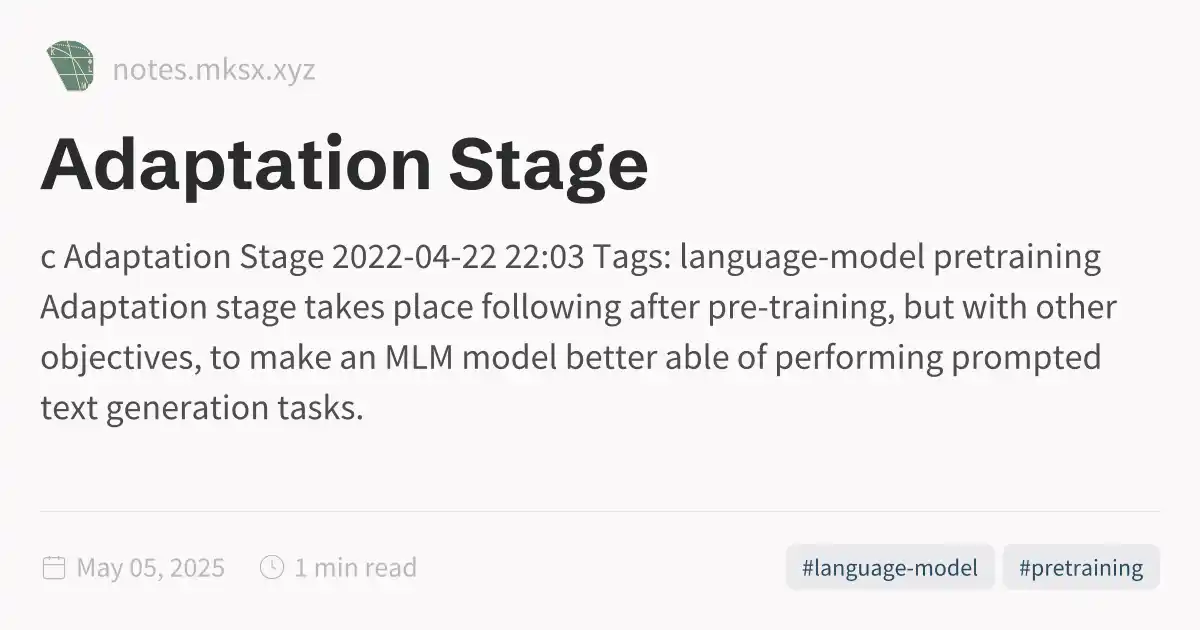 notes.mksx.xyz
Adaptation Stage
c Adaptation Stage 2022-04-22 22:03 Tags: language-model pretraining
Adaptation stage takes place following after pre-training, but with other
objectives, to make an MLM model better able of performing prompted
text generation tasks.
May 05, 2025 1 min read #language-model #pretraining